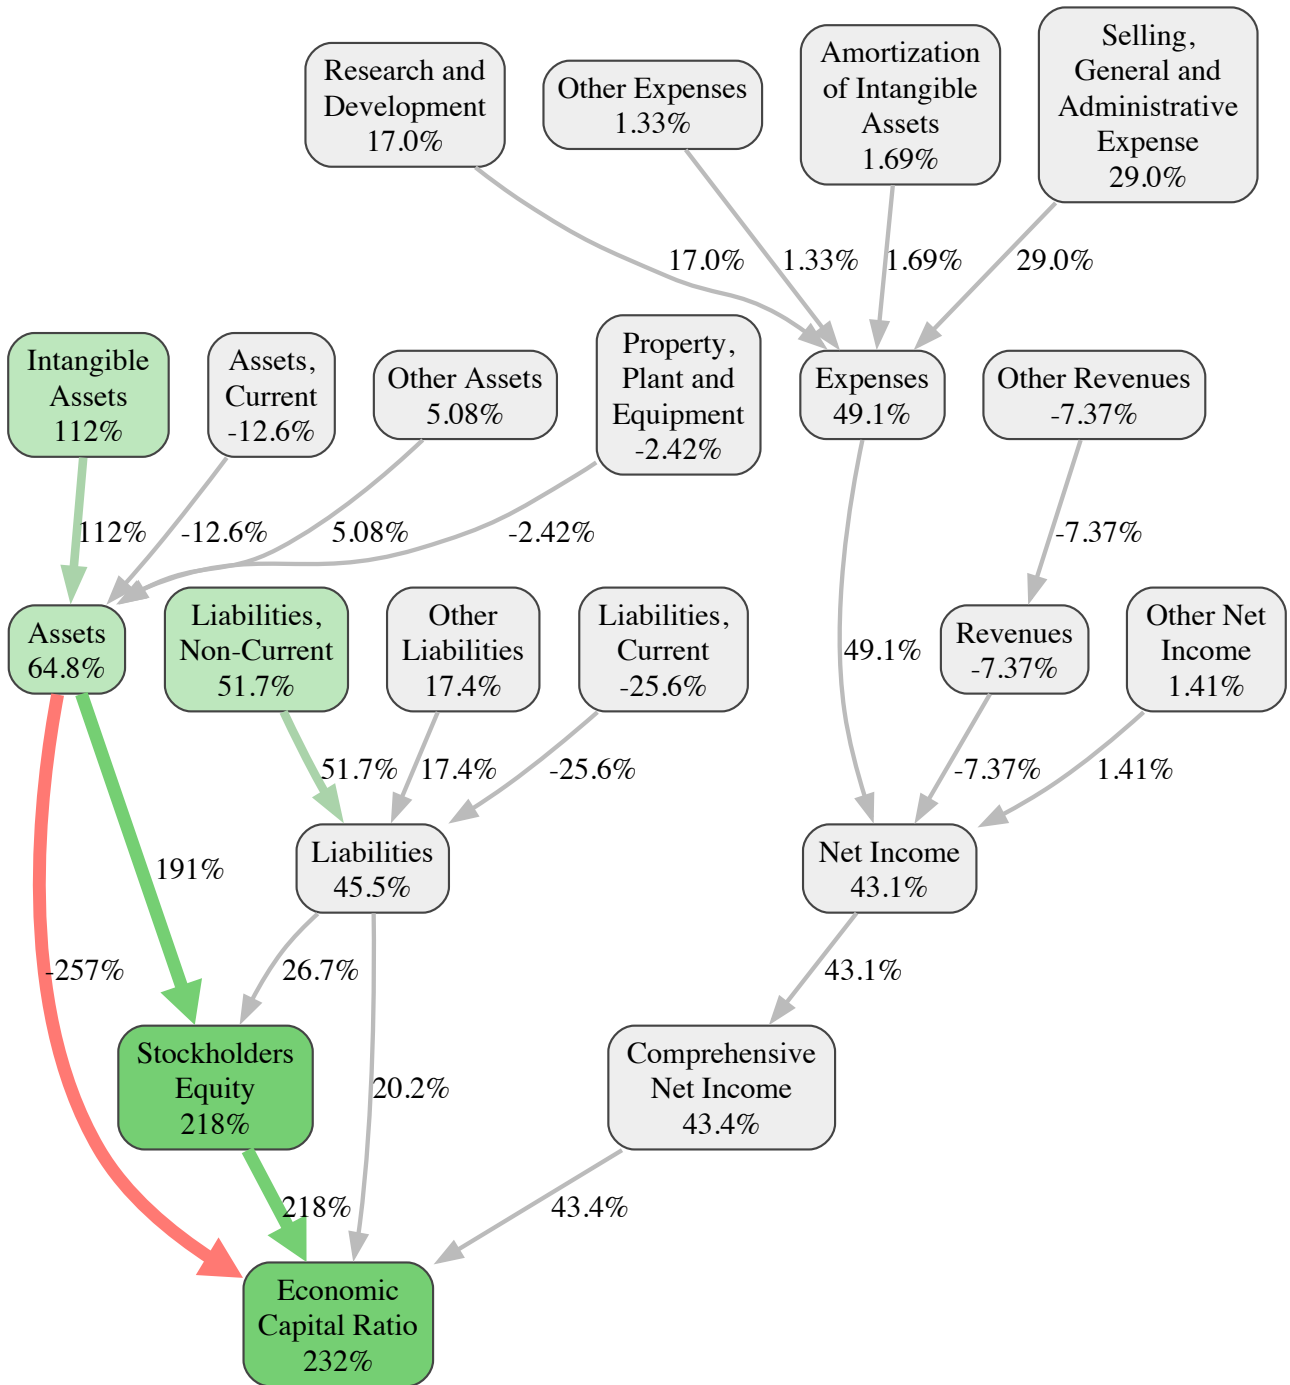 Research and
Development
17.0%
Other Expenses
1.33%
Amortization
of Intangible
Assets
1.69%
Selling,
General and
Administrative
Expense
29.0%
17.0%
1.33%
1.69%
29.0%
Intangible
Assets
112%
Assets,
Current
-12.6%
Other Assets
5.08%
Property,
Plant and
Equipment
-2.42%
Expenses
49.1%
Other Revenues
-7.37%
112%
-12.6%
5.08%
-2.42%
-7.37%
Assets
64.8%
Liabilities,
Non-Current
51.7%
Other
Liabilities
17.4%
Liabilities,
Current
-25.6%
49.1%
Revenues
-7.37%
Other Net
Income
1.41%
51.7%
17.4%
-25.6%
-7.37%
1.41%
191%
Liabilities
45.5%
Net Income
43.1%
-257%
26.7%
43.1%
Stockholders
Equity
218%
20.2%
Comprehensive
Net Income
43.4%
218%
43.4%
Economic
Capital Ratio
232%